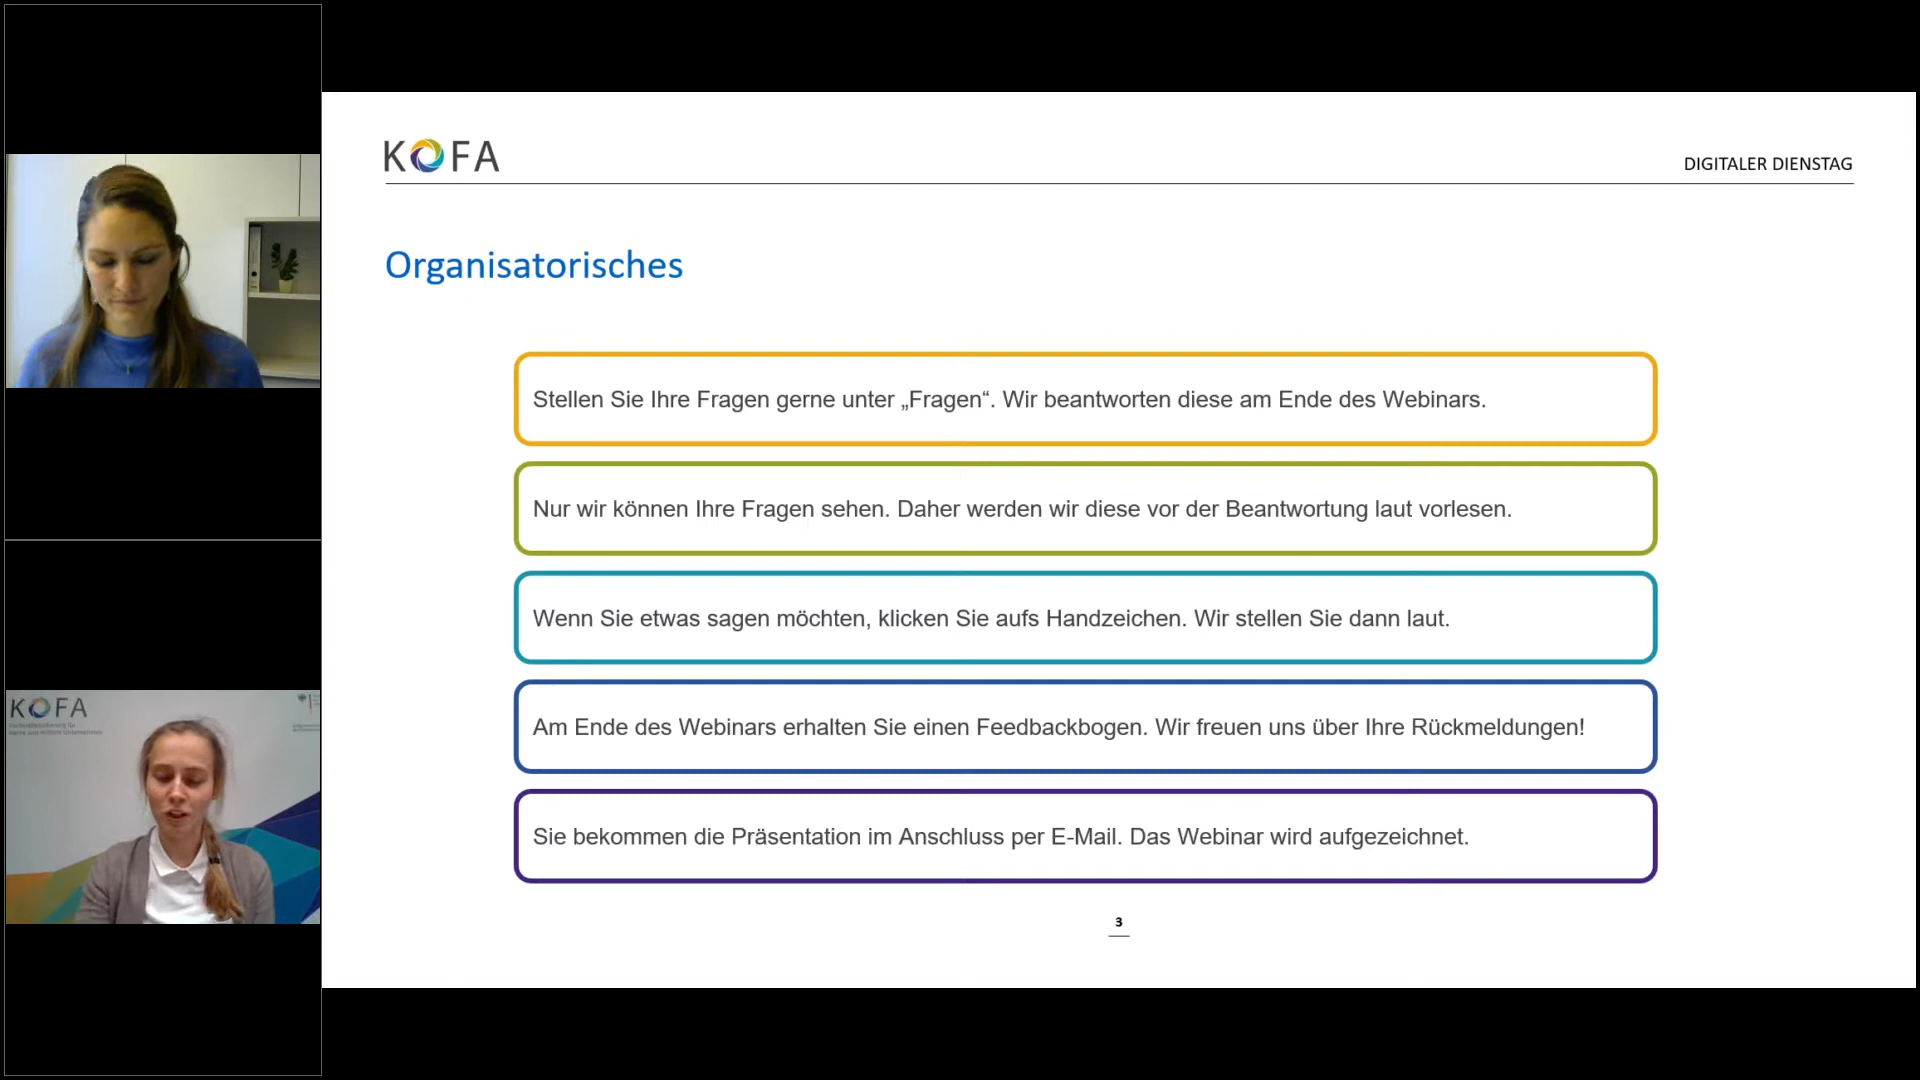 KOFA
DIGITALER DIENSTAG
Organisatorisches
Stellen Sie Ihre Fragen gerne unter „Fragen“. Wir beantworten diese am Ende des Webinars.
Nur wir können Ihre Fragen sehen. Daher werden wir diese vor der Beantwortung laut vorlesen.
Wenn Sie etwas sagen möchten, klicken Sie aufs Handzeichen. Wir stellen Sie dann laut.
Am Ende des Webinars erhalten Sie einen Feedbackbogen. Wir freuen uns über Ihre Rückmeldungen!
Sie bekommen die Präsentation im Anschluss per E-Mail. Das Webinar wird aufgezeichnet.
3
KOFA